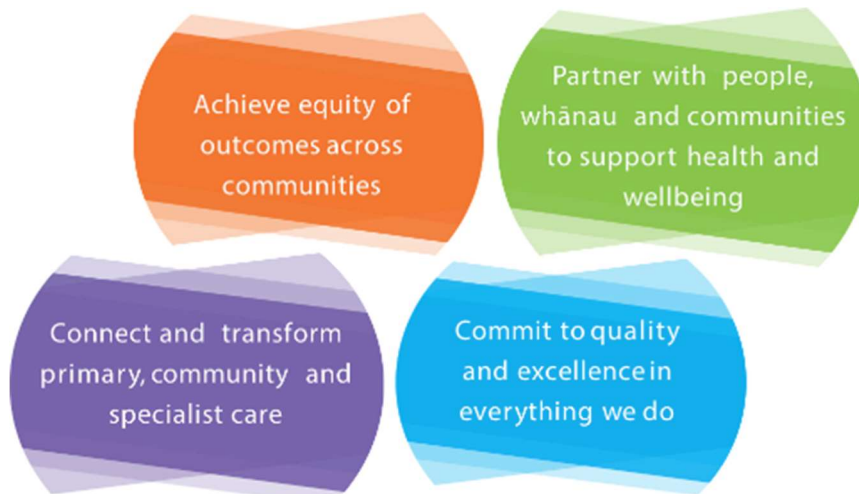 Achieve equity of
outcomes across
communities
Partner with people,
whānau and communities
to support health and
wellbeing
Connect and transform
primary, community and
specialist care
Commit to quality
and excellence in
everything we do